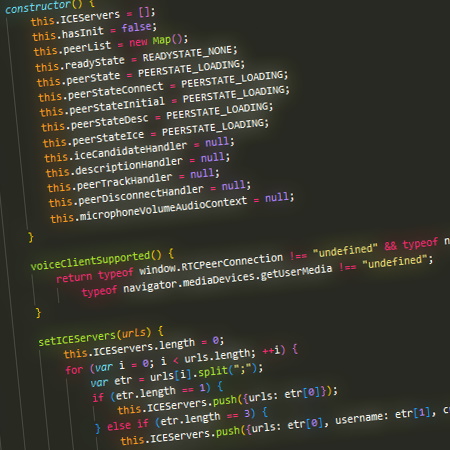 constructor() {
this.ICEServers = [];
this.hasInit = false;
this.peerList = new Map();
this.readyState = READYSTATE_NONE;
this.peerState = PEERSTATE_LOADING;
this.peerStateConnect = PEERSTATE_LOADING;
this.peerStateInitial = PEERSTATE_LOADING;
this.peerStateDesc = PEERSTATE_LOADING;
this.peerStateIce = PEERSTATE_LOADING;
this.iceCandidateHandler = null;
this.descriptionHandler = null;
this.peerTrackHandler = null;
this.peerDisconnectHandler = null;
this.microphoneVolumeAudioContext = null;
}
voiceClientSupported() {
return typeof window.RTCPeerConnection !== "undefined" && typeof n
typeof navigator.mediaDevices.getUserMedia !== "undefined";
}
setICEServers(urls) {
this.ICEServers.length = 0;
for (var i = 0; i < urls.length; ++i) {
var etr = urls[i].split(";");
if (etr.length == 1) {
this.ICEServers.push({urls: etr[0]});
} else if (etr.length == 3) {
this.ICEServers.push({urls: etr[0], username: etr[1], c